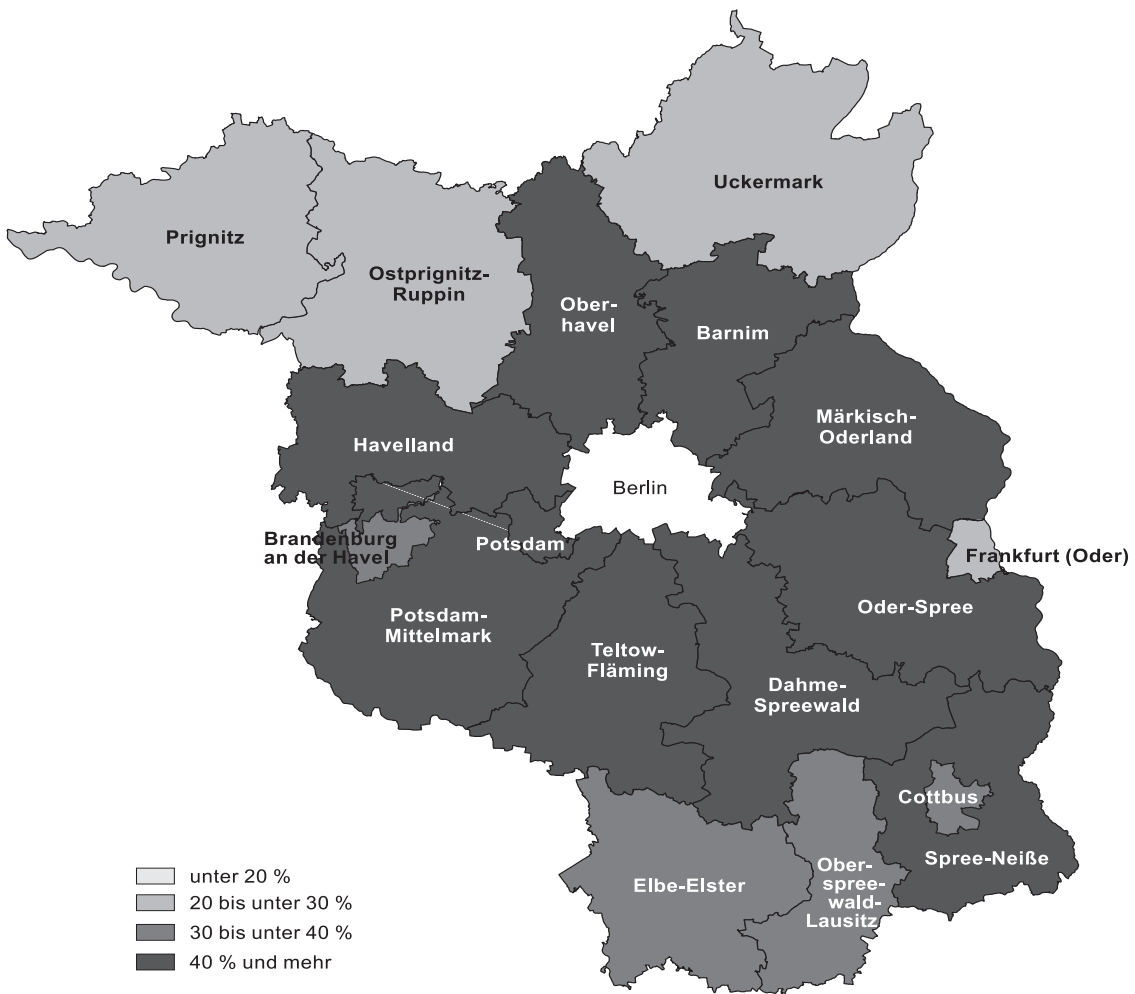 Uckermark
Prignitz
Ostprignitz-
Ruppin
Ober-
havel
Barnim
Märkisch-
Oderland
Havelland
Berlin
Brandenburg
an der Havel
Potsdam
Frankfurt (Oder)
Oder-Spree
Potsdam-
Mittelmark
Teltow-
Fläming
Dahme-
Spreewald
Cottbus
Spree-Neiße
Elbe-Elster
Ober-
spree-
wald-
Lausitz
unter 20 %
20 bis unter 30 %
30 bis unter 40 %
40 % und mehr